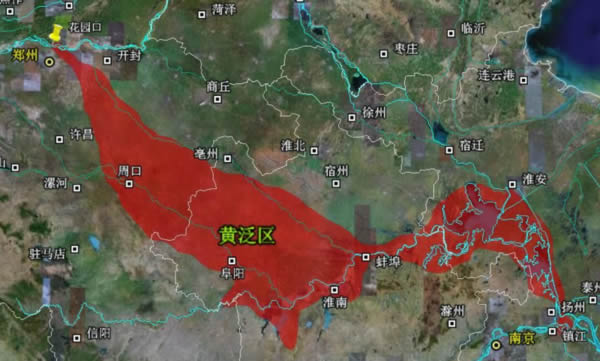 焦作
菏泽
花园口
临沂
郑州
开封
枣庄
连云港
商丘
徐州
许昌
亳州
淮北
宿州
宿迁
周口
漯河
淮安
黄泛区
驻马店
阜阳
蚌埠
淮南
滁州
泰州
扬州
信阳
南京
镇江